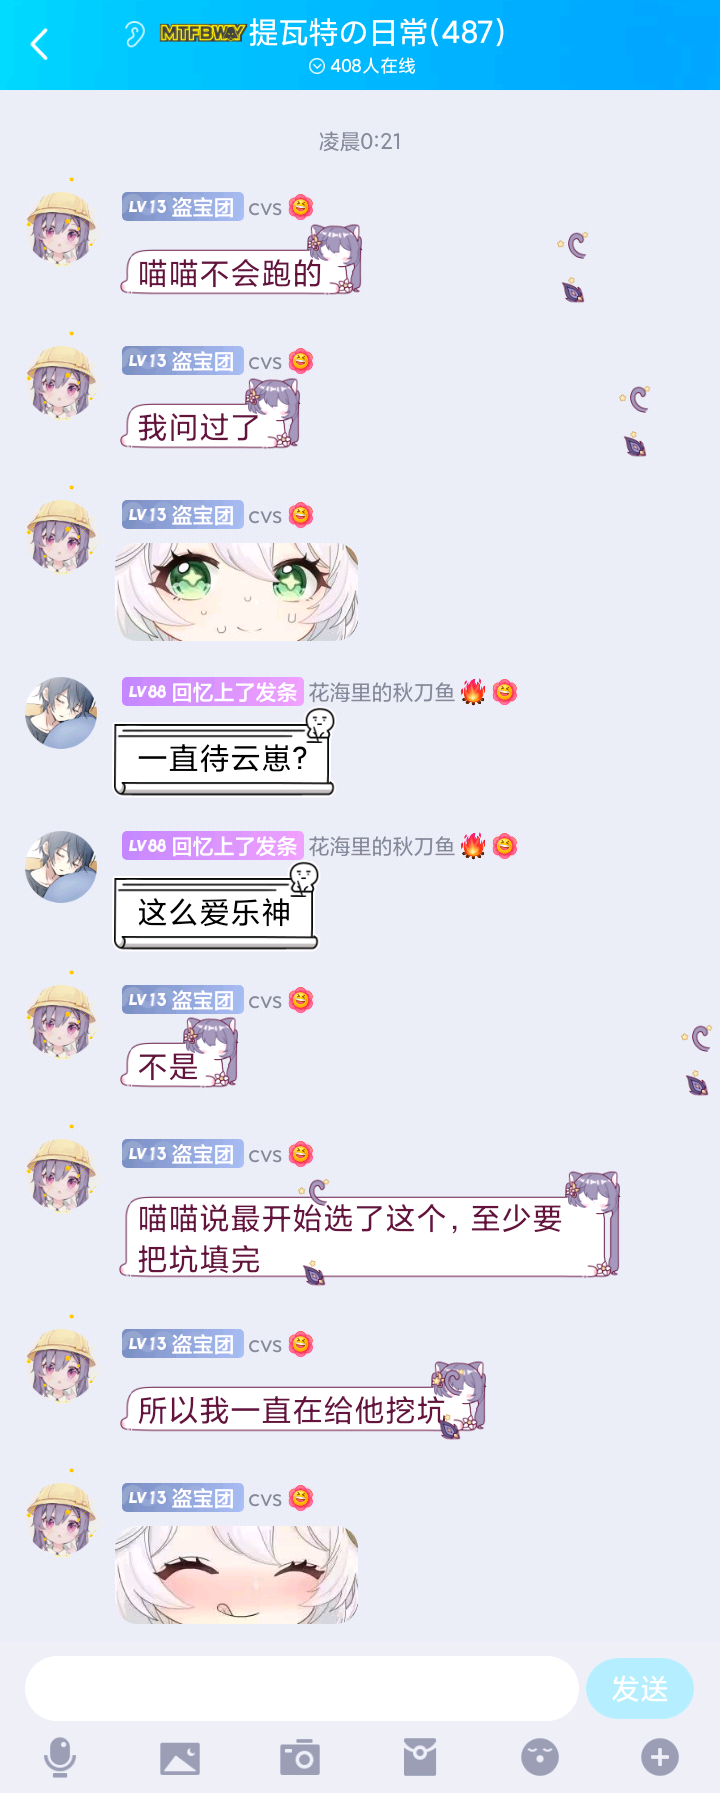 MTFBWY提瓦特の日常(487)
408人在线
凌晨0:21
LV13 盗宝团 cvs
喵喵不会跑的
LV13 盗宝团 cvs
我问过了
LV13 盗宝团 cvs
LV88 回忆上了发条 花海里的秋刀鱼
一直待云崽?
LV88 回忆上了发条 花海里的秋刀鱼
这么爱乐神
LV13 盗宝团 cvs
不是
LV13 盗宝团 cvs
喵喵说最开始选了这个, 至少要
把坑填完
LV13 盗宝团 cvs
所以我一直在给他挖坑
LV13 盗宝团 cvs
发送